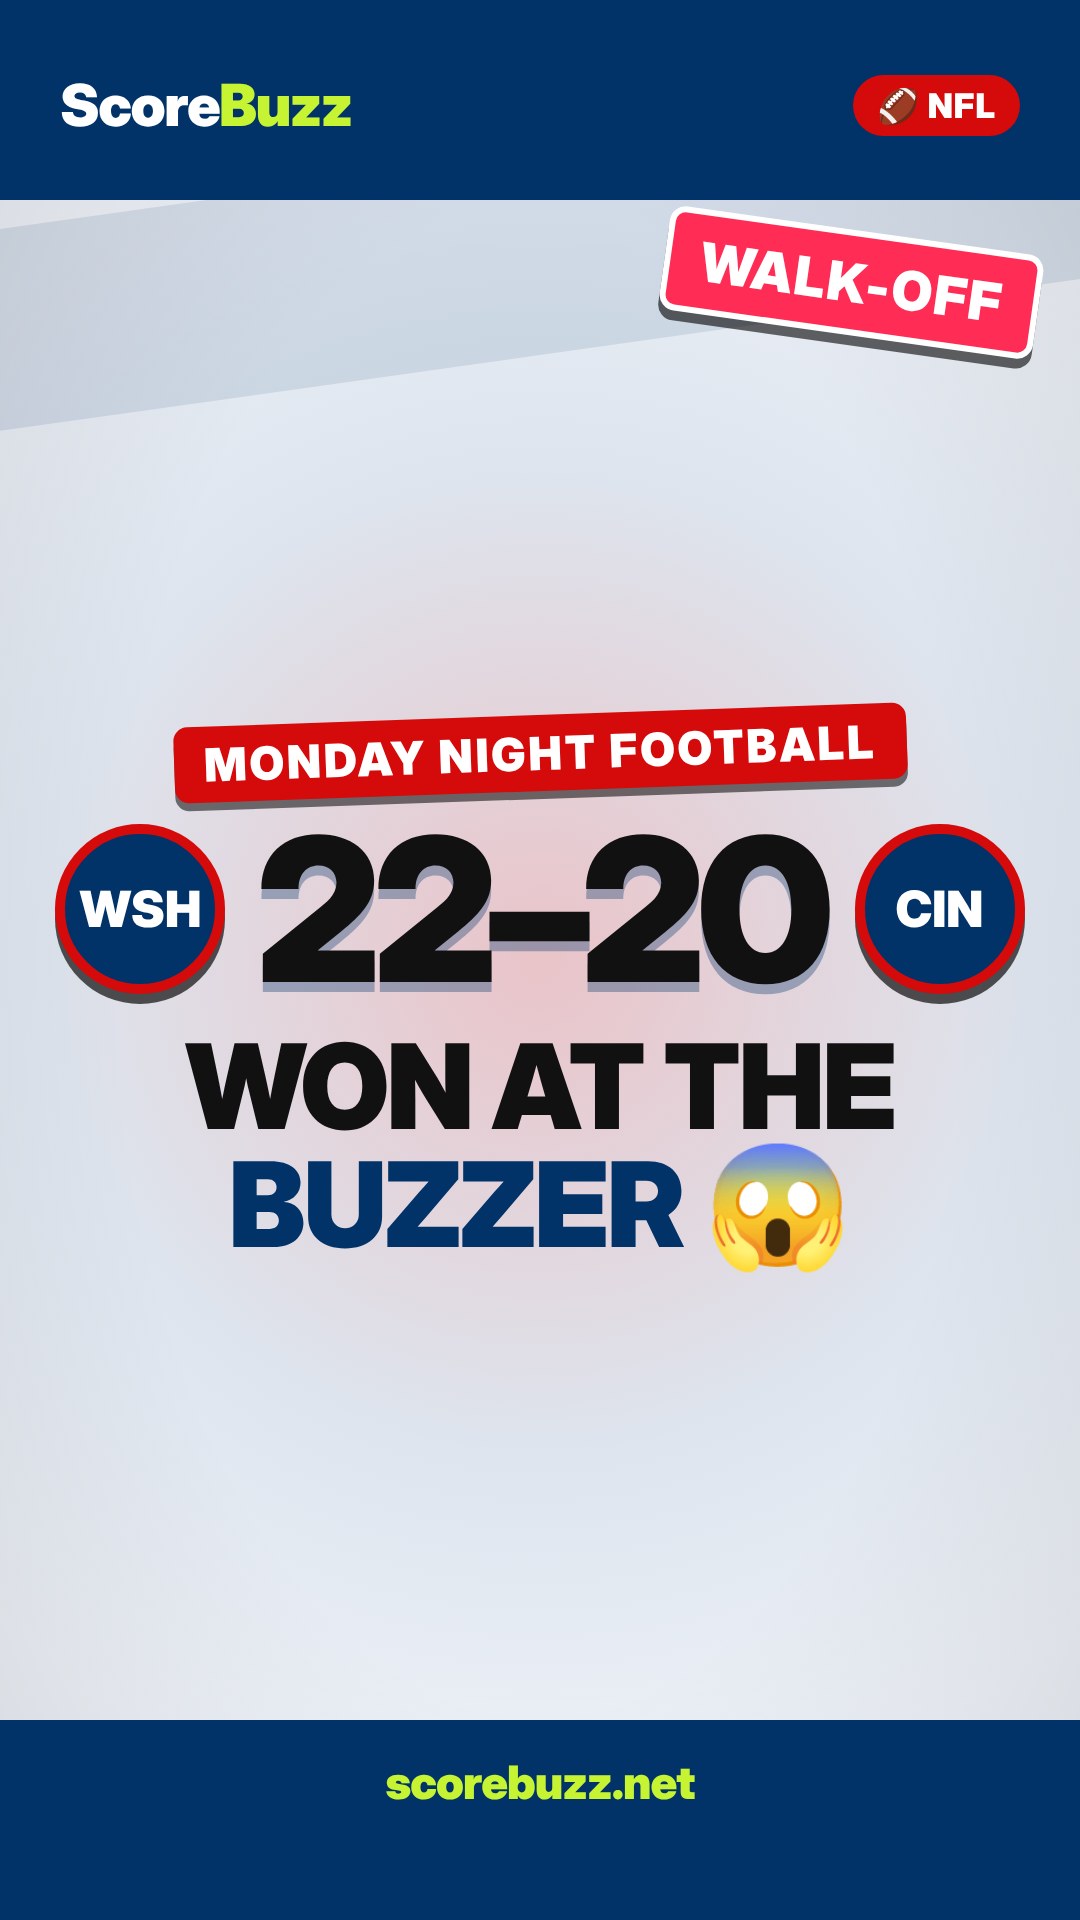 ScoreBuzz
🏈 NFL
WALK-OFF
MONDAY NIGHT FOOTBALL
WSH 22–20 CIN
WON AT THE
BUZZER 😱
scorebuzz.net